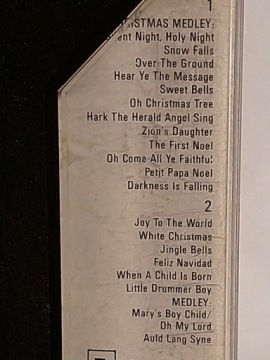 1
ISTMAS MEDLEY:
ent Night, Holy Night
Snow Falls
Over The Ground
Hear Ye The Message
Sweet Bells
Oh Christmas Tree
Hark The Herald Angel Sing
Zion's Daughter
The First Noel
Oh Come All Ye Faithful
Petit Papa Noel
Darkness Is Falling
2
Joy To The World
White Christmas
Jingle Bells
Feliz Navidad
When A Child Is Born
Little Drummer Boy
MEDLEY:
Mary's Boy Child/
Oh My Lord
Auld Lang Syne